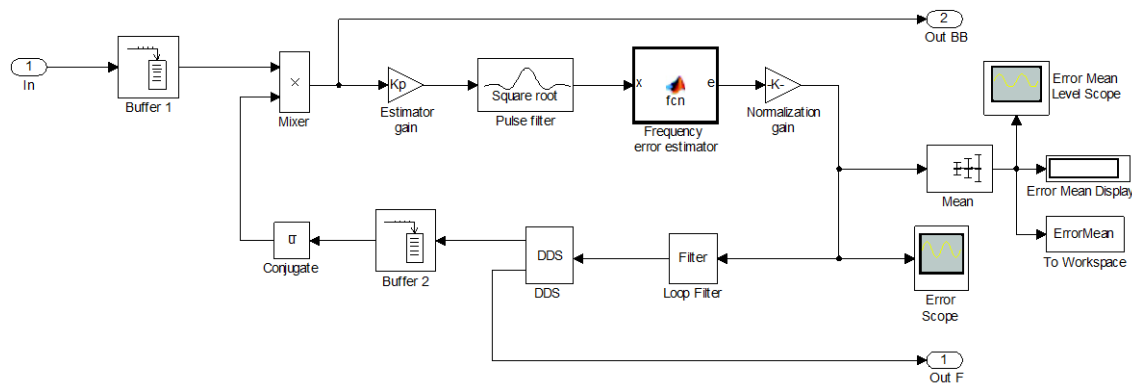 1
In
Buffer 1
×
Mixer
Kp
Estimator
gain
Square root
Pulse filter
x
fcn
e
Frequency
error estimator
-K-
Normalization
gain
2
Out BB
Error Mean
Level Scope
Mean
Error Mean Display
ErrorMean
To Workspace
u
Conjugate
Buffer 2
DDS
DDS
Filter
Loop Filter
Error
Scope
1
Out F